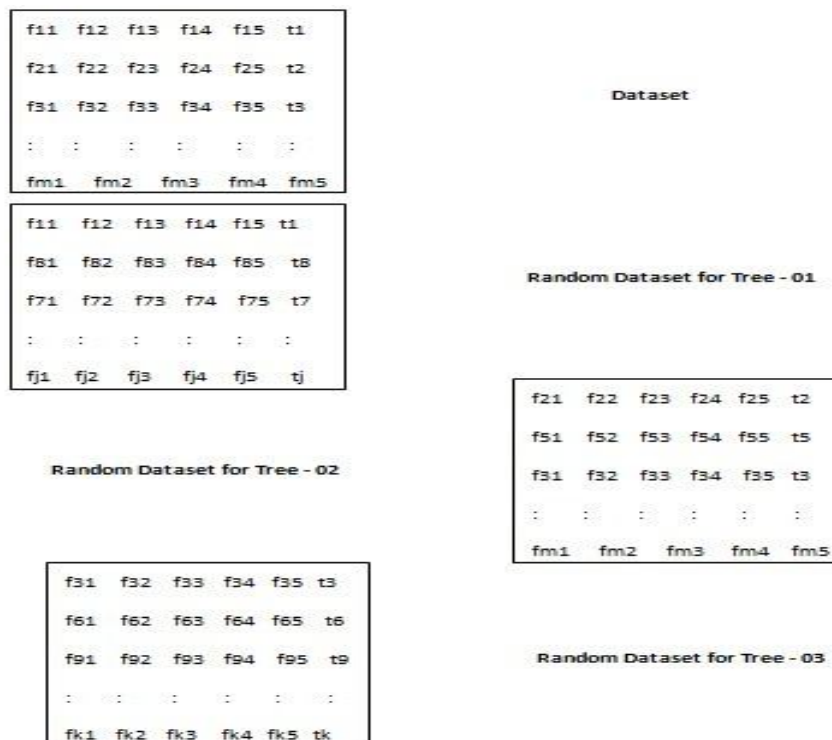 f11 f12 f13 f14 f15 t1
f21 f22 f23 f24 f25 t2
f31 f32 f33 f34 f35 t3
: : : : : :
fm1 fm2 fm3 fm4 fm5
Dataset
f11 f12 f13 f14 f15 t1
f81 f82 f83 f84 f85 t8
f71 f72 f73 f74 f75 t7
: : : : : :
fj1 fj2 fj3 fj4 fj5 tj
Random Dataset for Tree - 01
Random Dataset for Tree - 02
f21 f22 f23 f24 f25 t2
f51 f52 f53 f54 f55 t5
f31 f32 f33 f34 f35 t3
: : : : : :
fm1 fm2 fm3 fm4 fm5
f31 f32 f33 f34 f35 t3
f61 f62 f63 f64 f65 t6
f91 f92 f93 f94 f95 t9
: : : : : :
fk1 fk2 fk3 fk4 fk5 tk
Random Dataset for Tree - 03